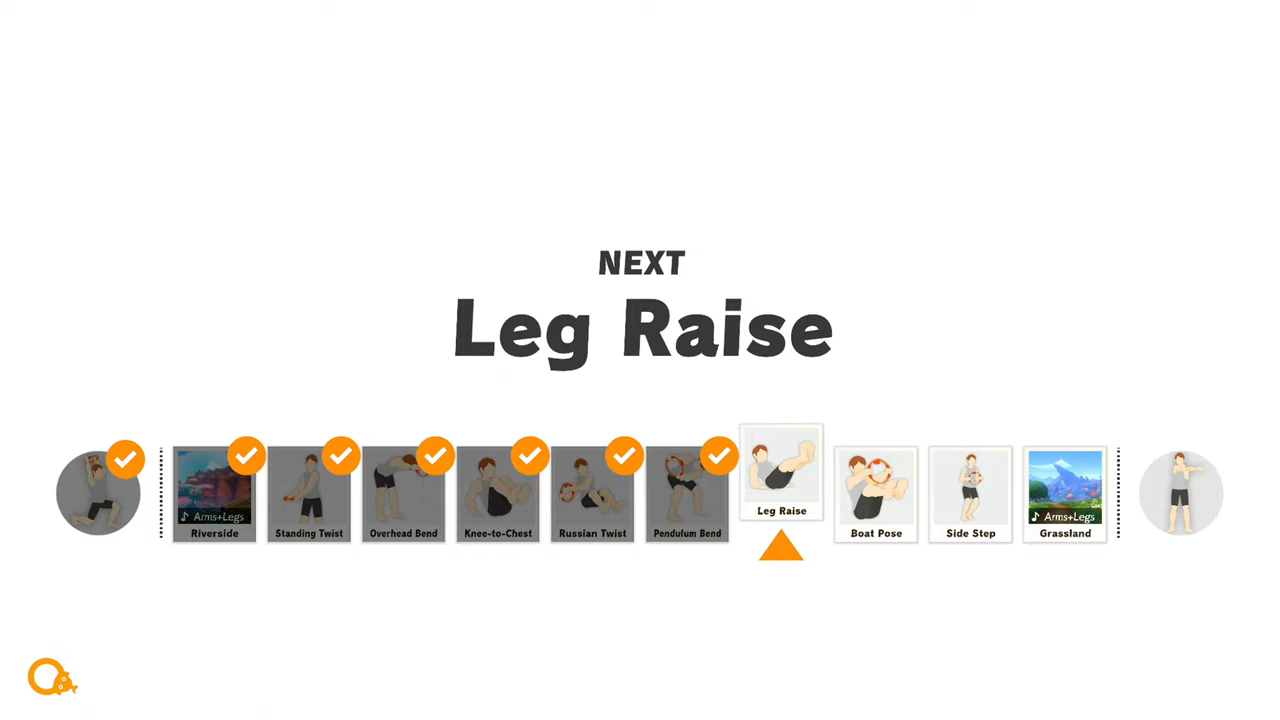 NEXT
Leg Raise
♪ Arms+Legs
Riverside
Standing Twist
Overhead Bend
Knee-to-Chest
Russian Twist
Pendulum Bend
Leg Raise
Boat Pose
Side Step
♪ Arms+Legs
Grassland